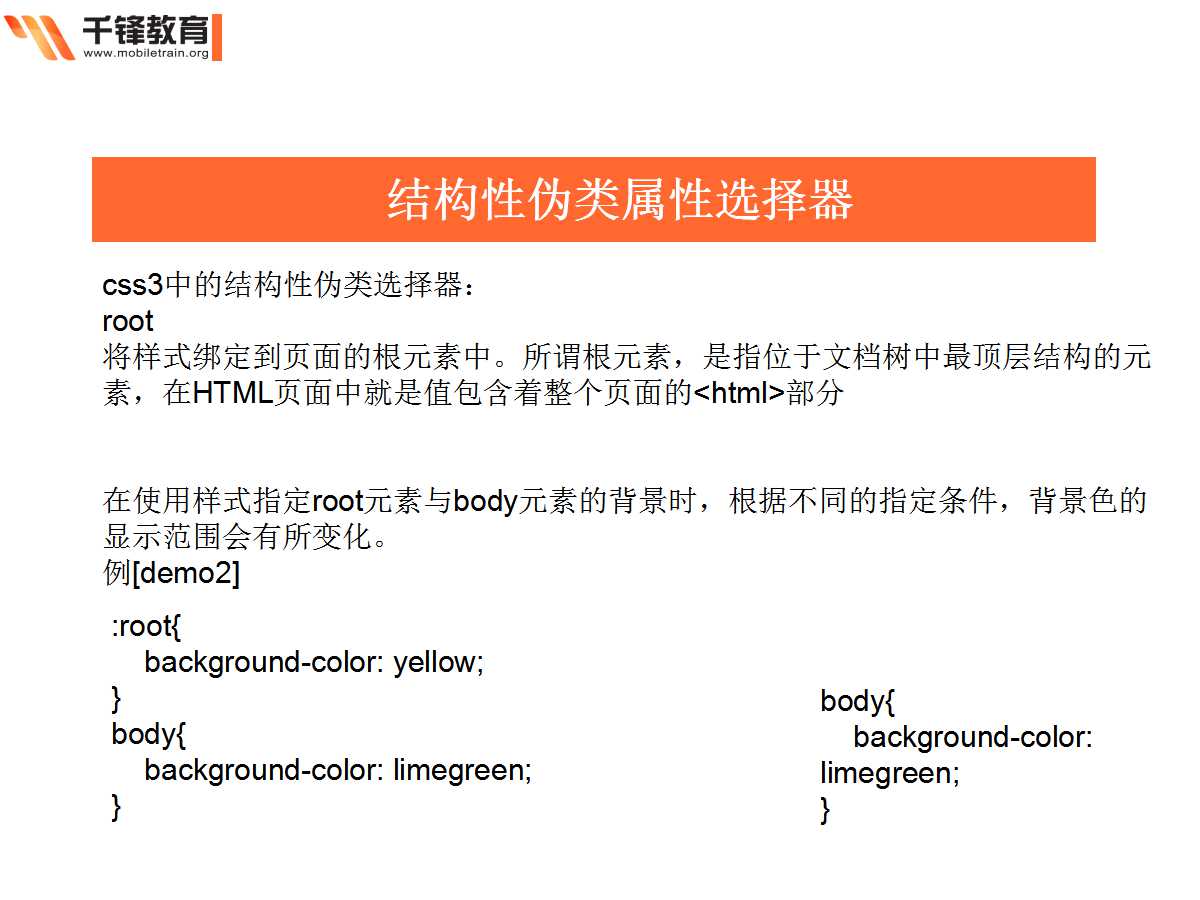 千锋教育
www.mobiletrain.org
结构性伪类属性选择器
css3中的结构性伪类选择器：
root
将样式绑定到页面的根元素中。所谓根元素，是指位于文档树中最顶层结构的元
素，在HTML页面中就是值包含着整个页面的<html>部分
在使用样式指定root元素与body元素的背景时，根据不同的指定条件，背景色的
显示范围会有所变化。
例[demo2]
:root{
    background-color: yellow;
}
body{
    background-color: limegreen;
}
body{
    background-color:
limegreen;
}